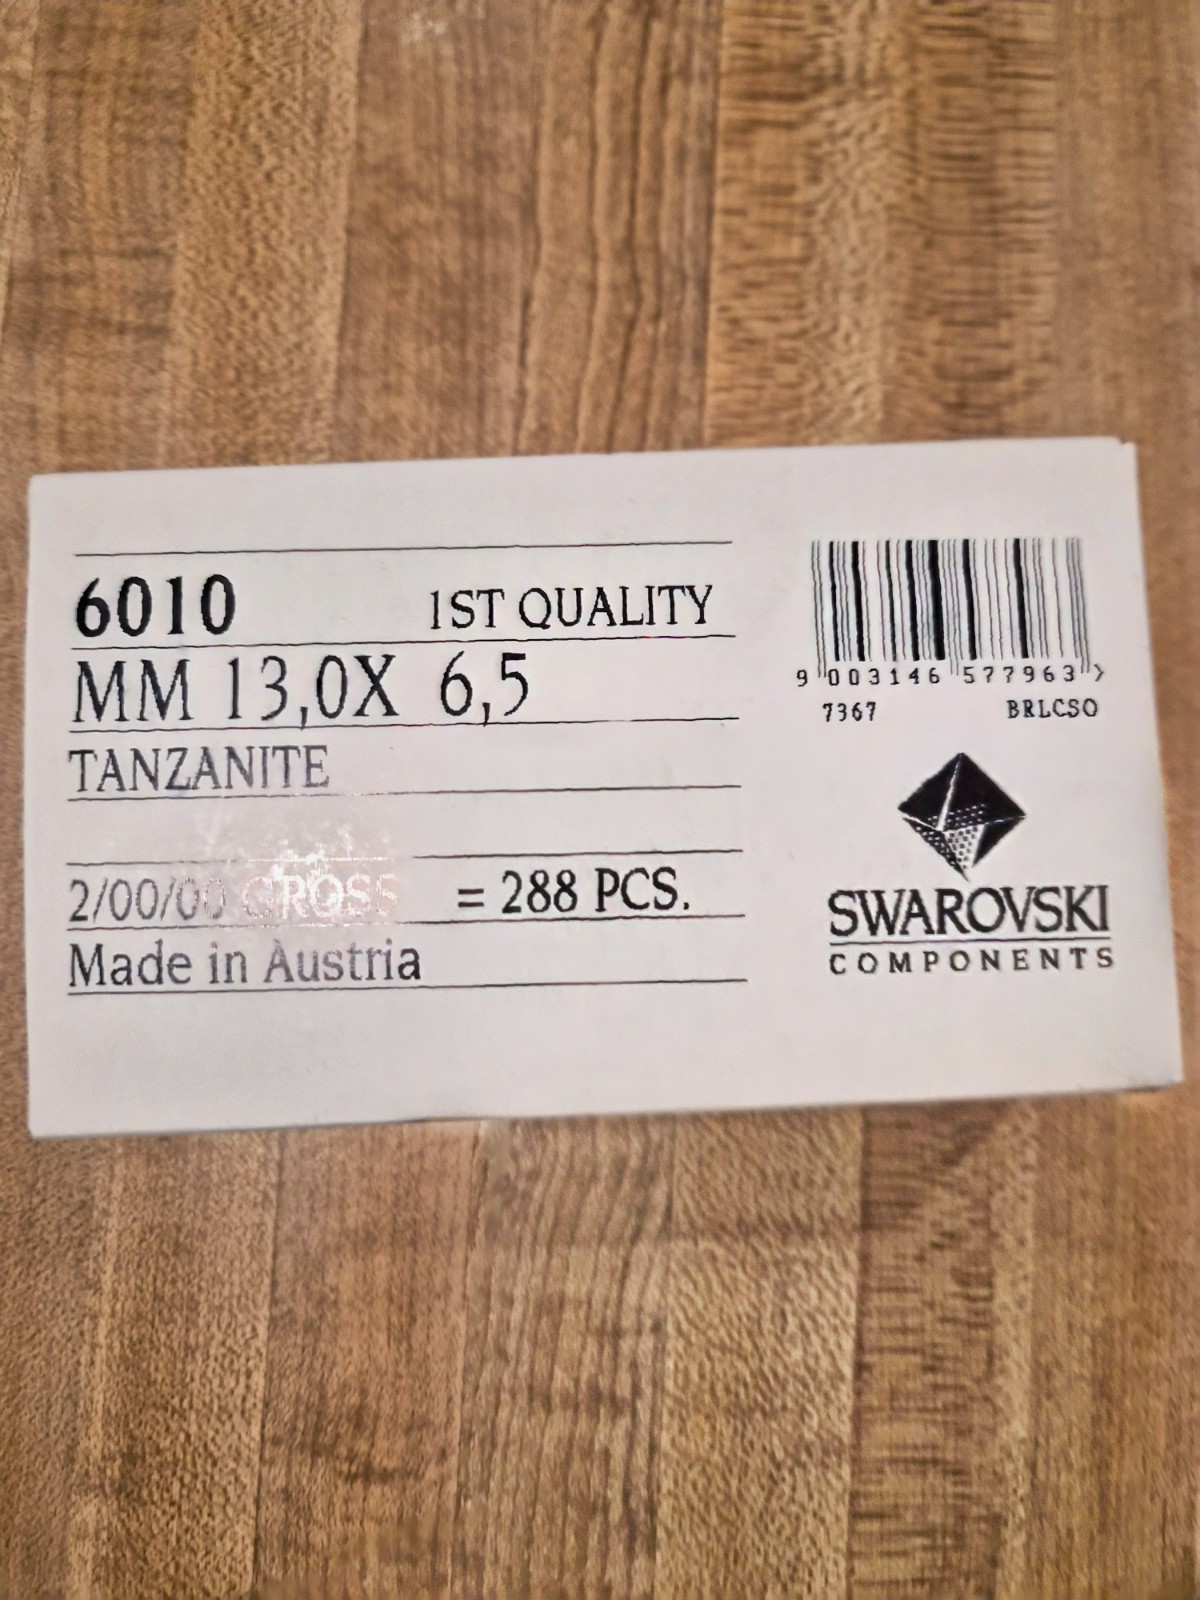 6010 1ST QUALITY
MM 13,0X 6,5
TANZANITE
2/00/00 GROSS = 288 PCS.
Made in Austria
9 003146 577963 >
7367 BRLCSO
SWAROVSKI
COMPONENTS